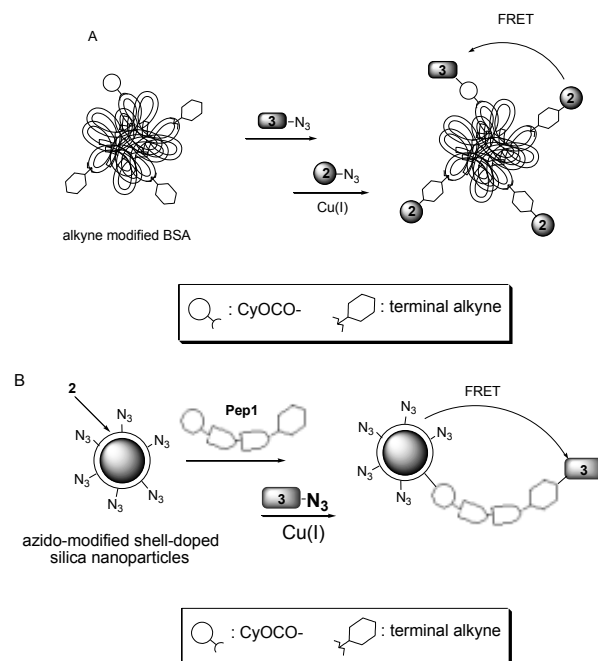 A
FRET
3
2
3 -N3
2 -N3
Cu(I)
2
2
alkyne modified BSA
: CyOCO-
: terminal alkyne
B
2
N3
N3
N3
N3
N3
N3
Pep1
3 -N3
Cu(I)
FRET
N3
N3
N3
N3
N3
3
azido-modified shell-doped
silica nanoparticles
: CyOCO-
: terminal alkyne